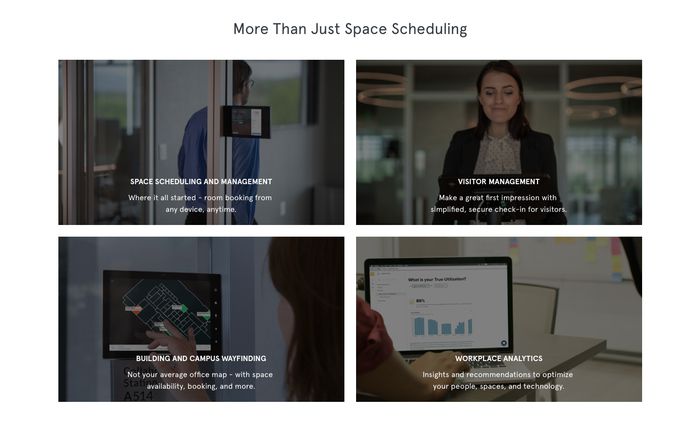 More Than Just Space Scheduling
SPACE SCHEDULING AND MANAGEMENT
Where it all started - room booking from
any device, anytime.
VISITOR MANAGEMENT
Make a great first impression with
simplified, secure check-in for visitors.
What is your True Utilization?
86%
BUILDING AND CAMPUS WAYFINDING
Not your average office map - with space
availability, booking, and more.
A514
WORKPLACE ANALYTICS
Insights and recommendations to optimize
your people, spaces, and technology.